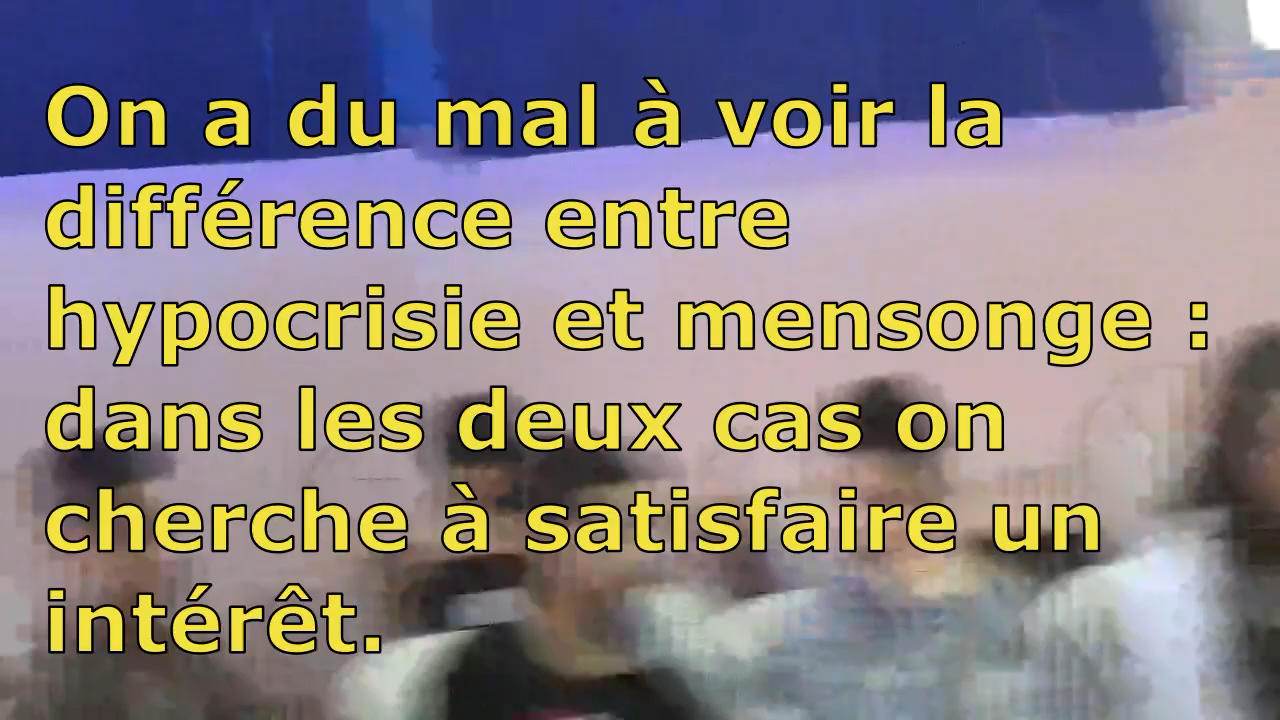 On a du mal à voir la
différence entre
hypocrisie et mensonge :
dans les deux cas on
cherche à satisfaire un
intérêt.